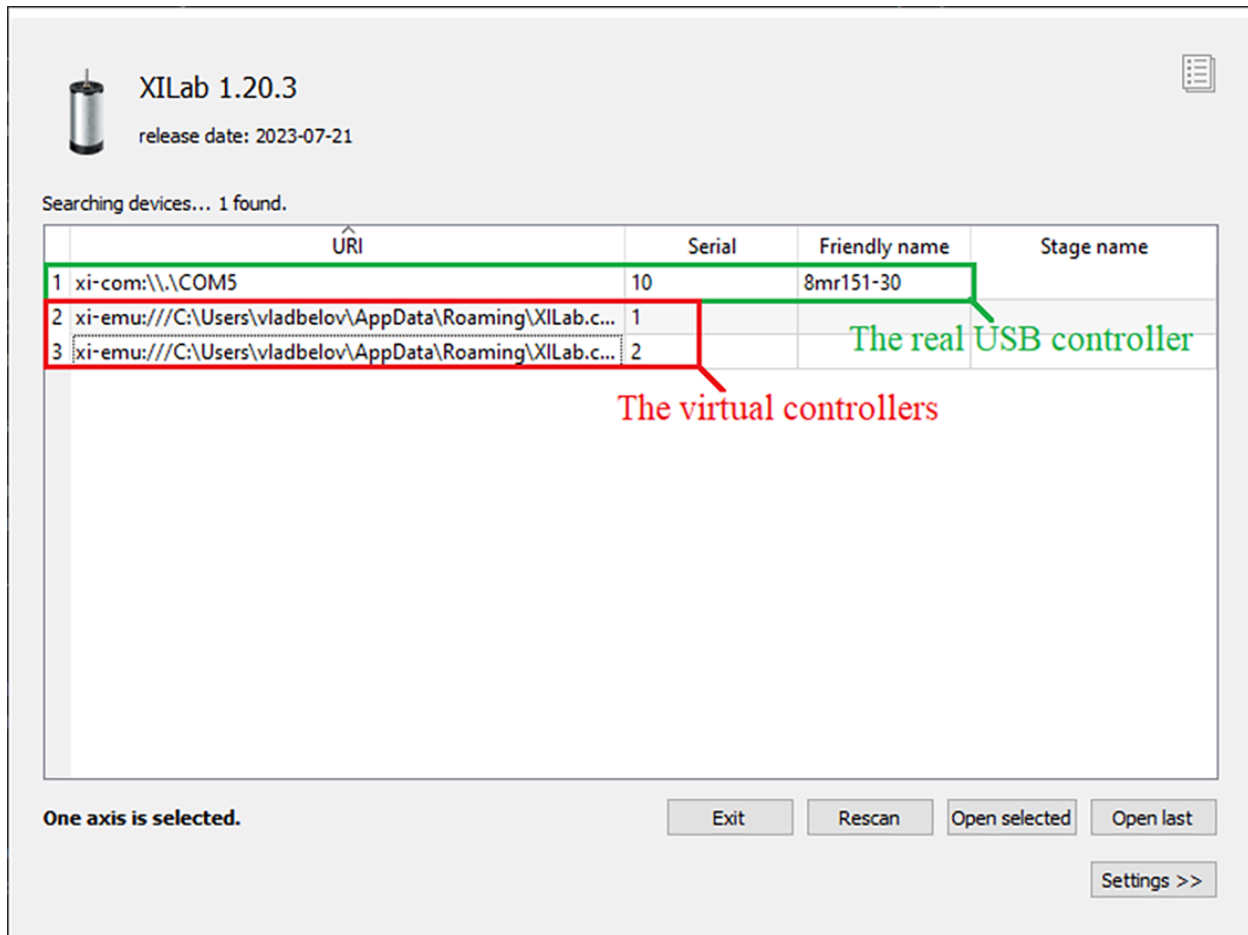 XILab 1.20.3
release date: 2023-07-21
Searching devices... 1 found.
URI Serial Friendly name Stage name
1 xi-com:\\.\COM5 10 8mr151-30
2 xi-emu:///C:\Users\vladbelov\AppData\Roaming\XILab.c... 1
3 xi-emu:///C:\Users\vladbelov\AppData\Roaming\XILab.c... 2
The real USB controller
The virtual controllers
One axis is selected. Exit Rescan Open selected Open last
Settings >>